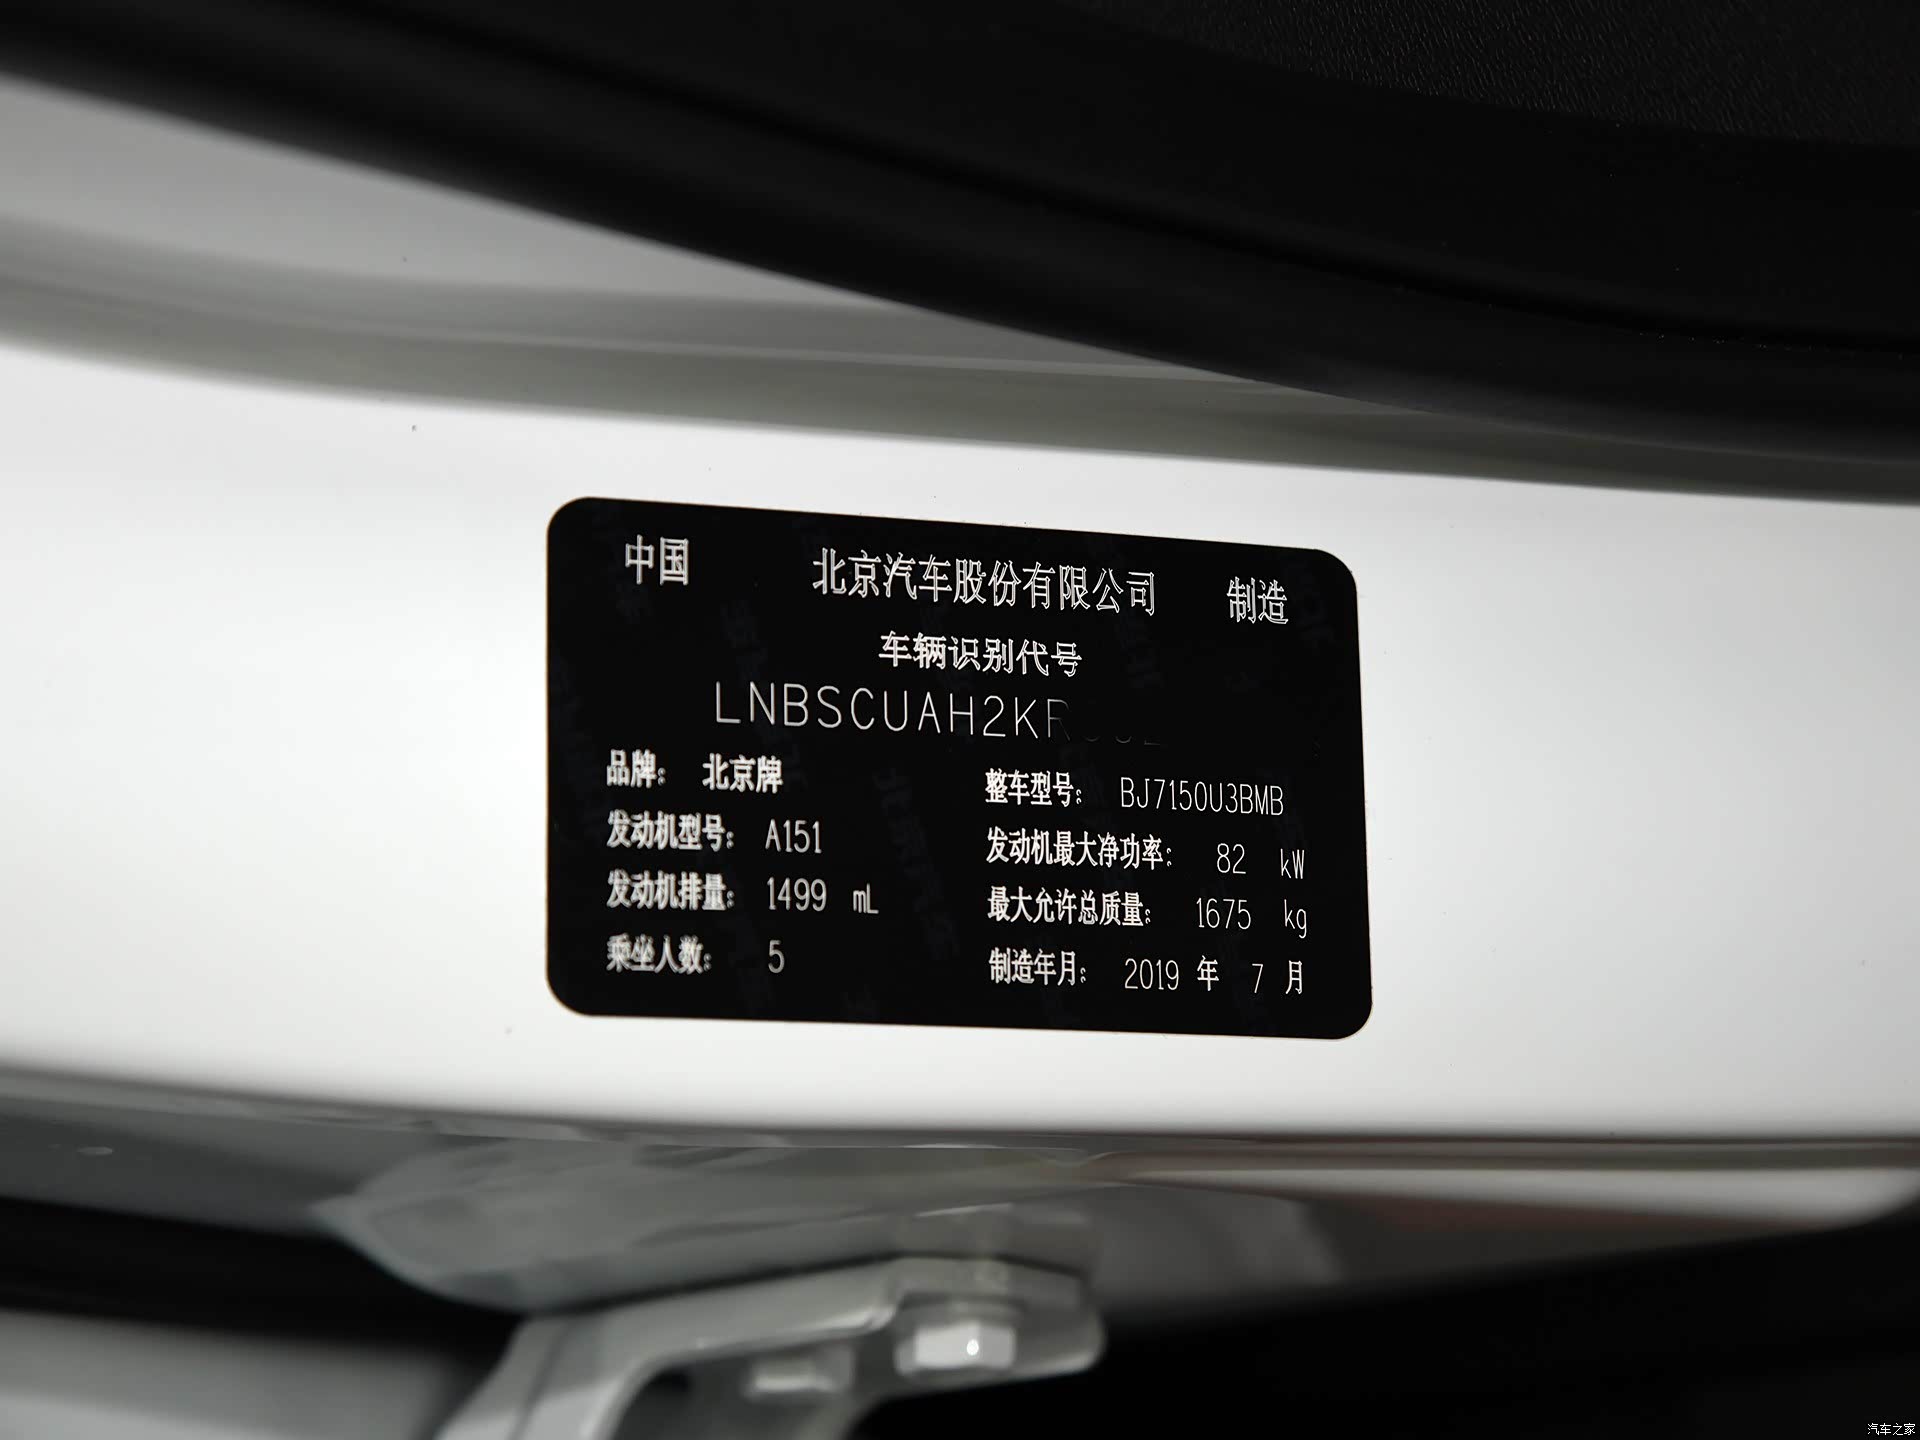 中国 北京汽车股份有限公司 制造
车辆识别代号
LNBSCUAH2KR
品牌： 北京牌 整车型号： BJ7150U3BMB
发动机型号： A151 发动机最大净功率： 82 kW
发动机排量： 1499 mL 最大允许总质量： 1675 kg
乘坐人数： 5 制造年月： 2019 年 7 月
汽车之家